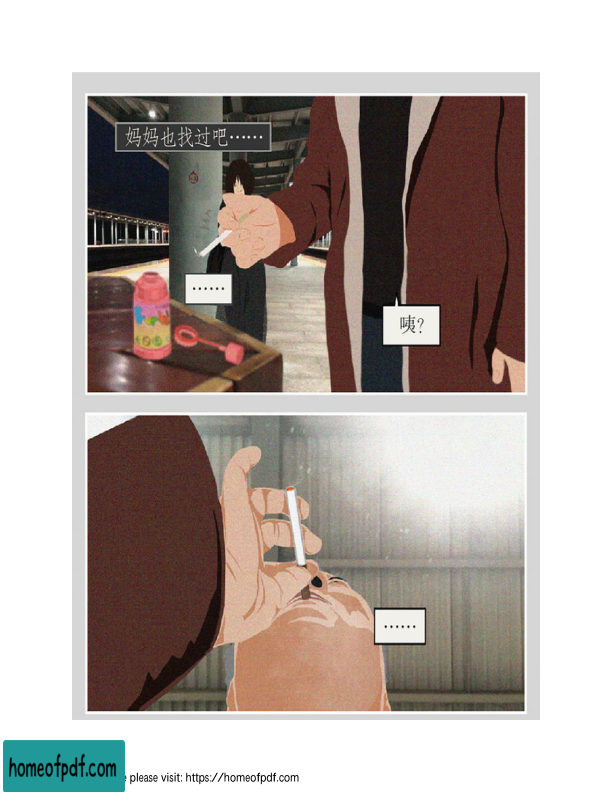 妈妈也找过吧……
……
咦？
……
homeofpdf.com
e please visit: https://homeofpdf.com